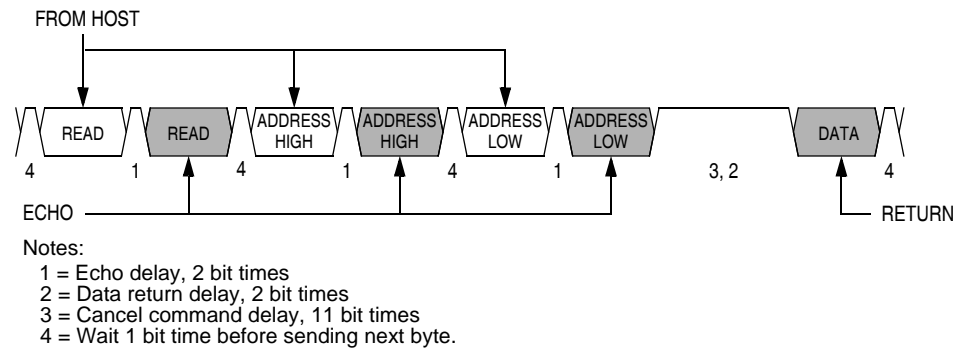 FROM HOST
READ READ ADDRESS HIGH ADDRESS HIGH ADDRESS LOW ADDRESS LOW DATA
4 1 4 1 4 1 3, 2 4
ECHO RETURN
Notes:
1 = Echo delay, 2 bit times
2 = Data return delay, 2 bit times
3 = Cancel command delay, 11 bit times
4 = Wait 1 bit time before sending next byte.